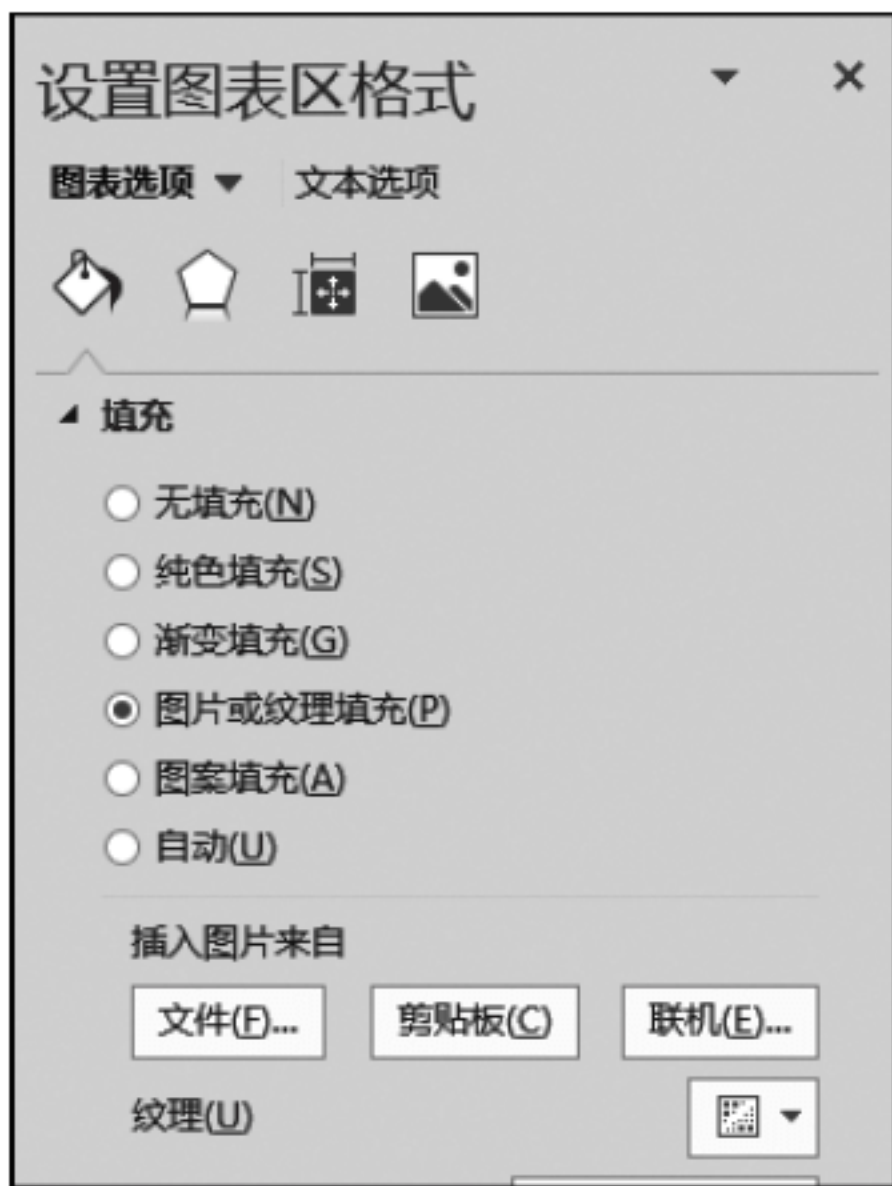 设置图表区格式
图表选项 文本选项
填充
无填充(N)
纯色填充(S)
渐变填充(G)
图片或纹理填充(P)
图案填充(A)
自动(U)
插入图片来自
文件(F)... 剪贴板(C) 联机(E)...
纹理(U)